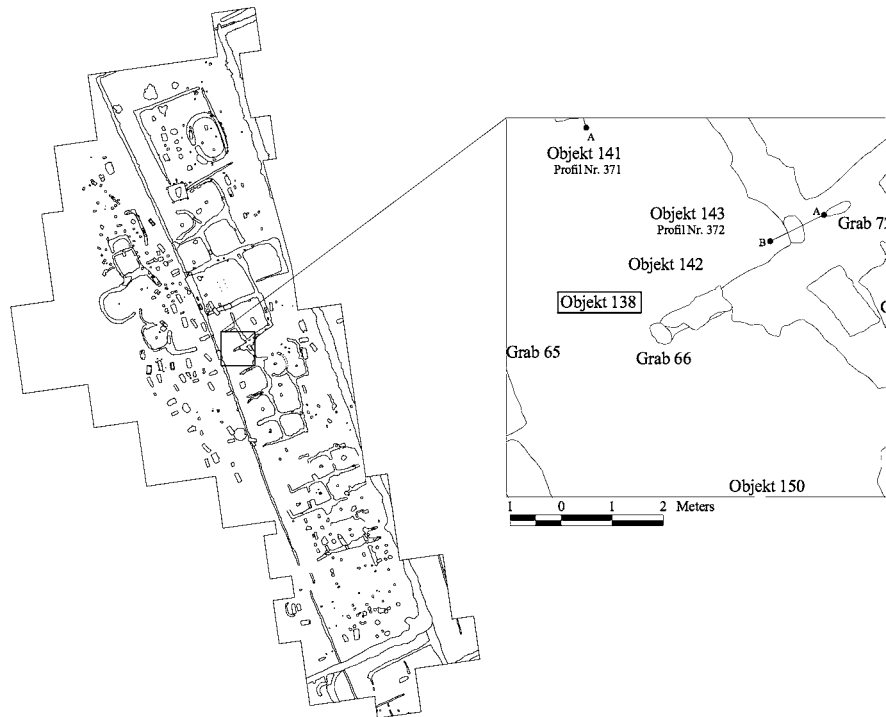 A
Objekt 141
Profil Nr. 371
Objekt 143
Profil Nr. 372
A
B
Objekt 142
Objekt 138
Grab 65
Grab 66
Objekt 150
1 0 1 2 Meters